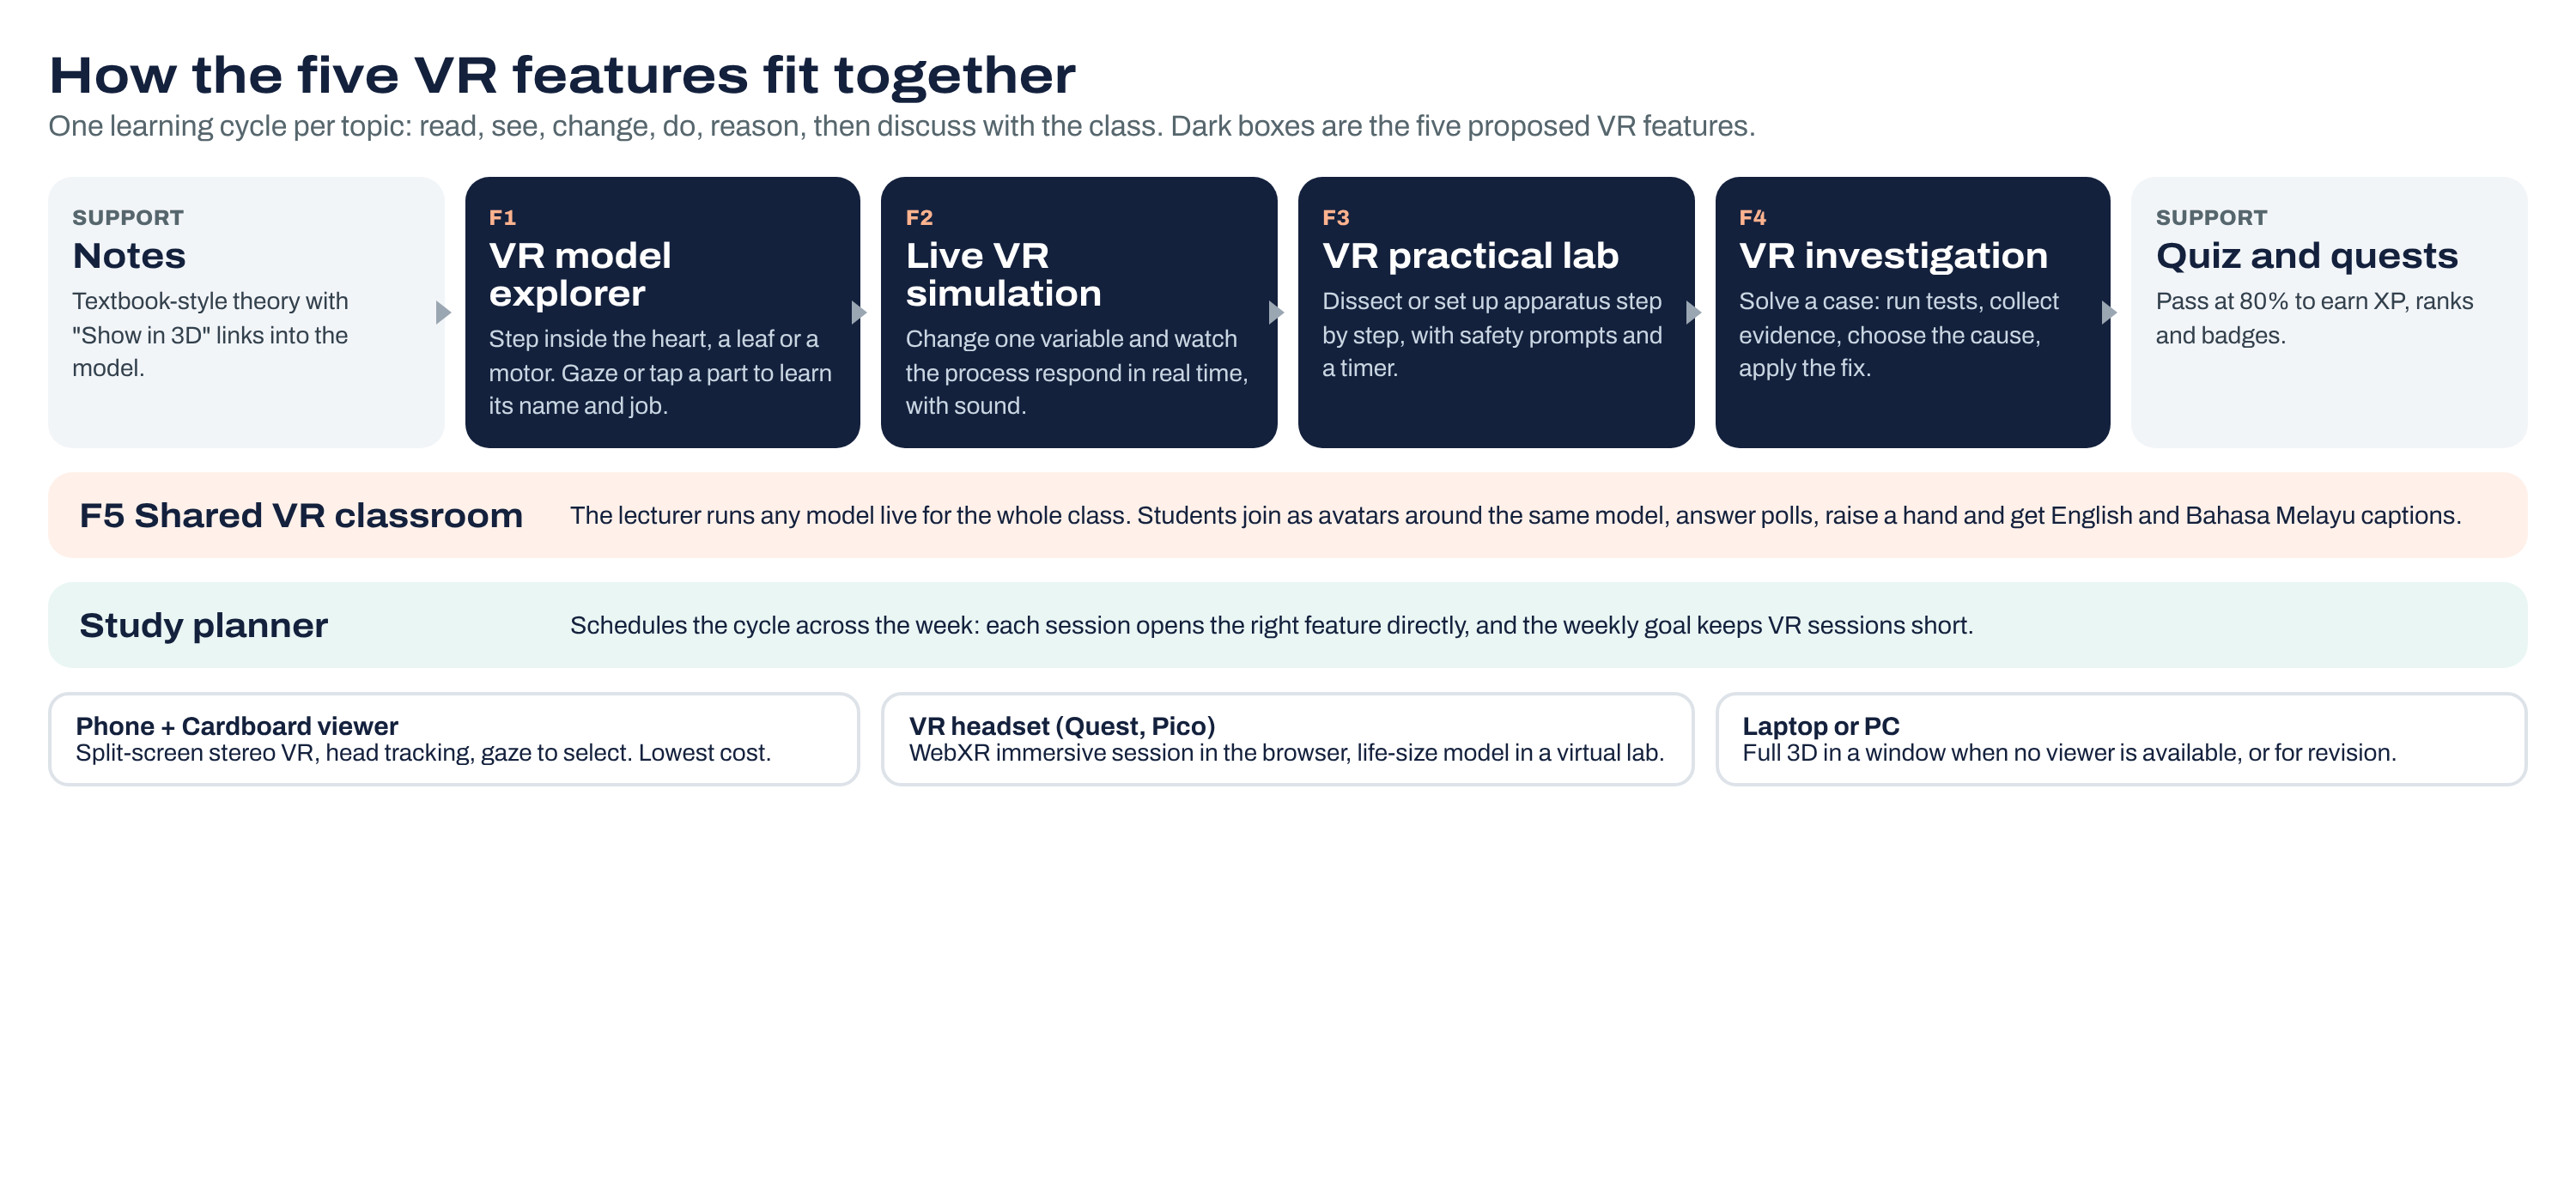 How the five VR features fit together
One learning cycle per topic: read, see, change, do, reason, then discuss with the class. Dark boxes are the five proposed VR features.
SUPPORT
Notes
Textbook-style theory with
"Show in 3D" links into the
model.
F1
VR model
explorer
Step inside the heart, a leaf or a
motor. Gaze or tap a part to learn
its name and job.
F2
Live VR
simulation
Change one variable and watch
the process respond in real time,
with sound.
F3
VR practical lab
Dissect or set up apparatus step
by step, with safety prompts and
a timer.
F4
VR investigation
Solve a case: run tests, collect
evidence, choose the cause,
apply the fix.
SUPPORT
Quiz and quests
Pass at 80% to earn XP, ranks
and badges.
F5 Shared VR classroom
The lecturer runs any model live for the whole class. Students join as avatars around the same model, answer polls, raise a hand and get English and Bahasa Melayu captions.
Study planner
Schedules the cycle across the week: each session opens the right feature directly, and the weekly goal keeps VR sessions short.
Phone + Cardboard viewer
Split-screen stereo VR, head tracking, gaze to select. Lowest cost.
VR headset (Quest, Pico)
WebXR immersive session in the browser, life-size model in a virtual lab.
Laptop or PC
Full 3D in a window when no viewer is available, or for revision.